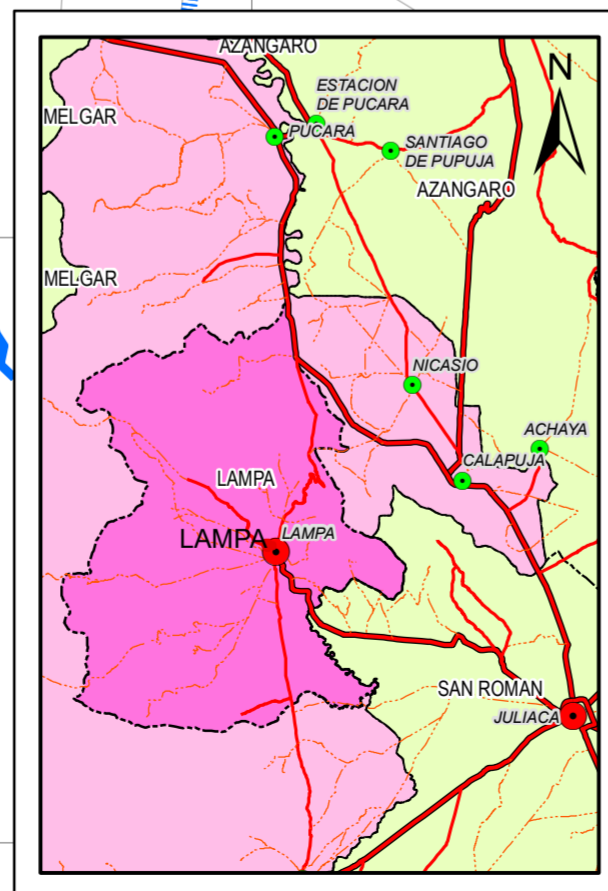 AZANGARO
ESTACION
DE PUCARA
MELGAR
PUCARA
SANTIAGO
DE PUPUJA
N
AZANGARO
MELGAR
NICASIO
ACHAYA
CALAPUJA
LAMPA
LAMPA
LAMPA
SAN ROMAN
JULIACA